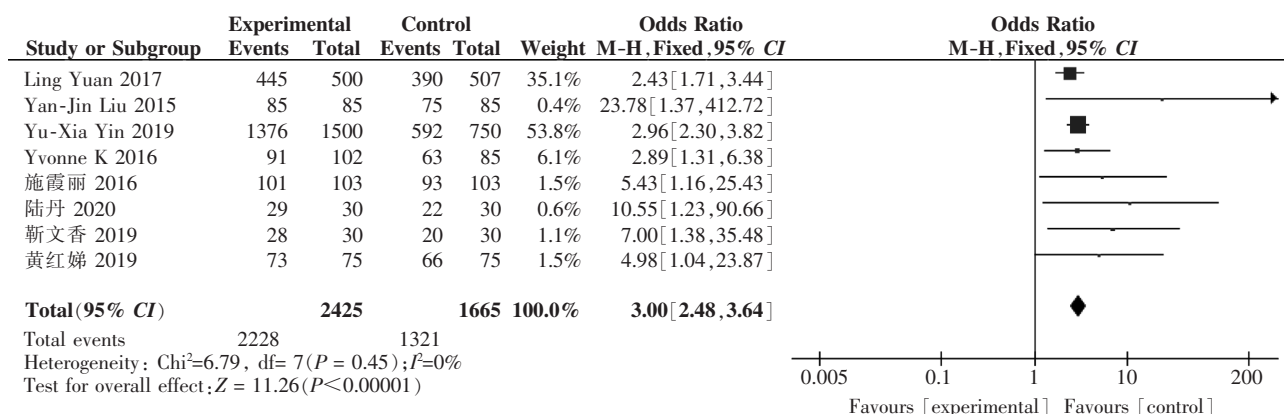 Experimental Control Odds Ratio Odds Ratio
Study or Subgroup Events Total Events Total Weight M-H,Fixed,95% CI M-H,Fixed,95% CI
Ling Yuan 2017 445 500 390 507 35.1% 2.43[1.71,3.44]
Yan-Jin Liu 2015 85 85 75 85 0.4% 23.78[1.37,412.72]
Yu-Xia Yin 2019 1376 1500 592 750 53.8% 2.96[2.30,3.82]
Yvonne K 2016 91 102 63 85 6.1% 2.89[1.31,6.38]
施霞丽 2016 101 103 93 103 1.5% 5.43[1.16,25.43]
陆丹 2020 29 30 22 30 0.6% 10.55[1.23,90.66]
靳文香 2019 28 30 20 30 1.1% 7.00[1.38,35.48]
黄红娣 2019 73 75 66 75 1.5% 4.98[1.04,23.87]
Total(95% CI) 2425 1665 100.0% 3.00[2.48,3.64]
Total events 2228 1321
Heterogeneity: Chi²=6.79, df= 7(P = 0.45);I²=0%
Test for overall effect:Z = 11.26(P<0.00001)
0.005 0.1 1 10 200
Favours [experimental] Favours [control]